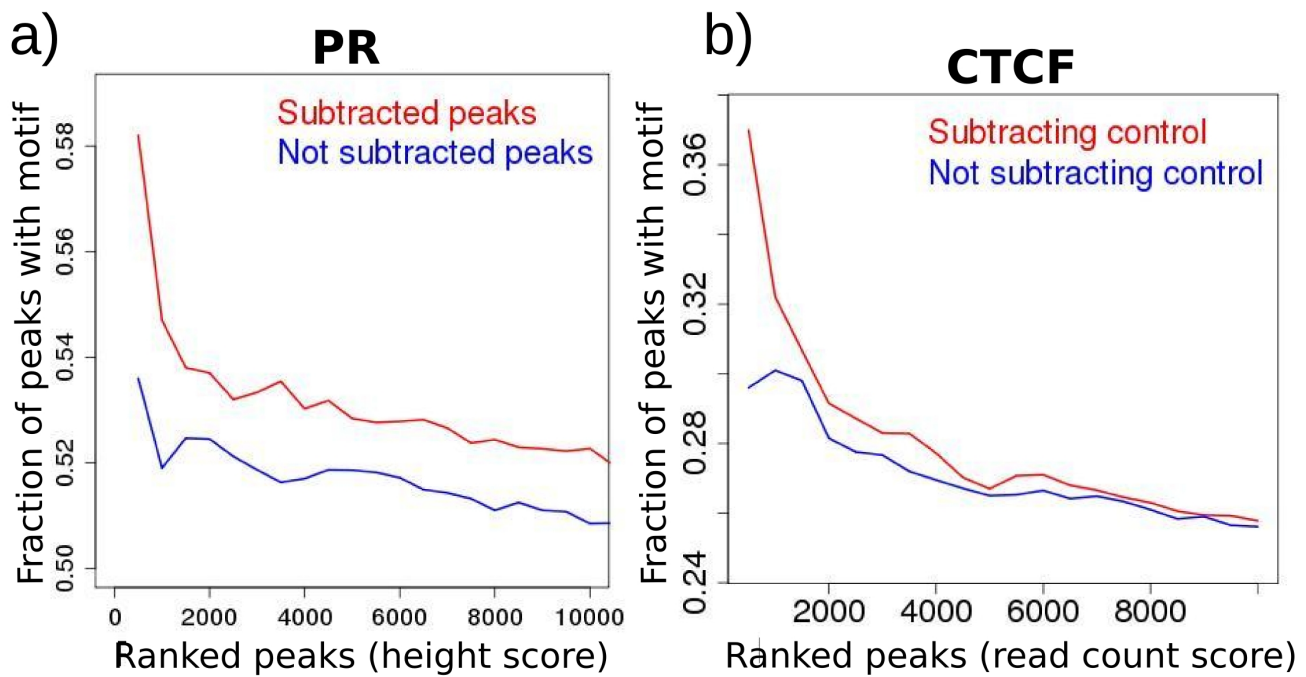 a)
PR
Subtracted peaks
Not subtracted peaks
Fraction of peaks with motif
0.58
0.56
0.54
0.52
0.50
0
2000
4000
6000
8000
10000
Ranked peaks (height score)
b)
CTCF
Subtracting control
Not subtracting control
Fraction of peaks with motif
0.36
0.32
0.28
0.24
2000
4000
6000
8000
Ranked peaks (read count score)